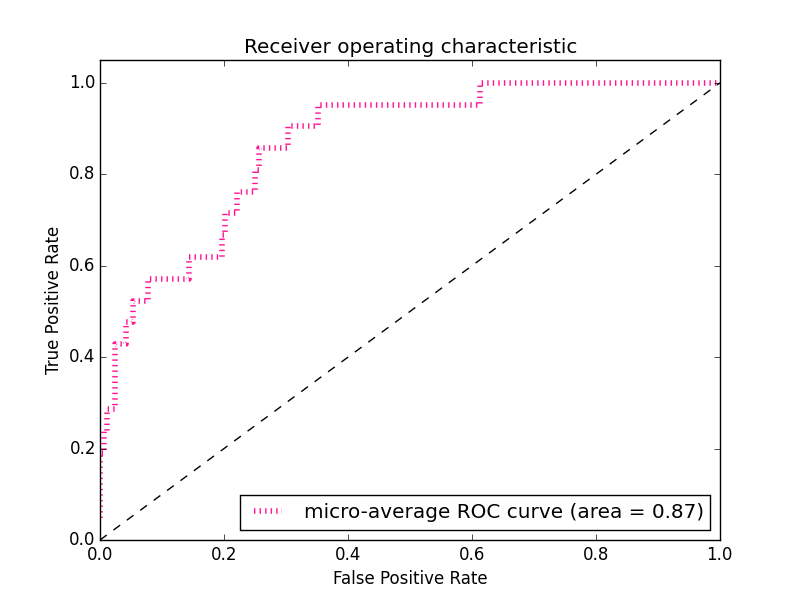 Receiver operating characteristic
1.0
0.8
0.6
0.4
0.2
0.0
True Positive Rate
micro-average ROC curve (area = 0.87)
0.0 0.2 0.4 0.6 0.8 1.0
False Positive Rate